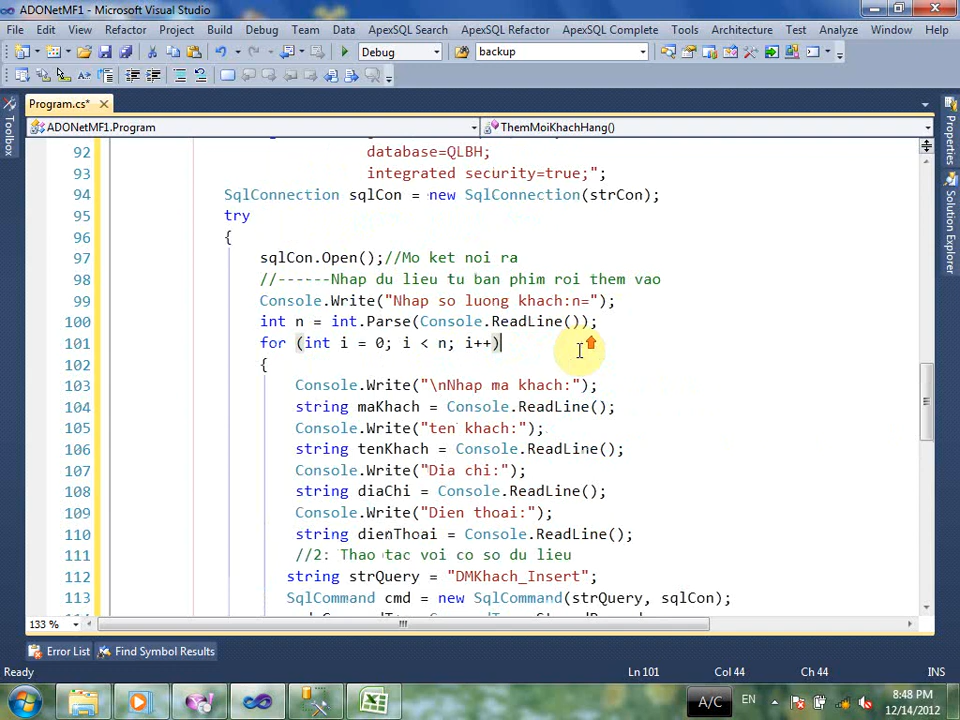 ADONetMF1 - Microsoft Visual Studio
File Edit View Refactor Project Build Debug Team Data ApexSQL Search ApexSQL Refactor ApexSQL Complete Tools Architecture Test Analyze Window Help
Debug backup
Program.cs*
ADONetMF1.Program ThemMoiKhachHang()
92 database=QLBH;
93 integrated security=true;";
94 SqlConnection sqlCon = new SqlConnection(strCon);
95 try
96 {
97 sqlCon.Open();//Mo ket noi ra
98 //------Nhap du lieu tu ban phim roi them vao
99 Console.Write("Nhap so luong khach:n=");
100 int n = int.Parse(Console.ReadLine());
101 for (int i = 0; i < n; i++)
102 {
103 Console.Write("\nNhap ma khach:");
104 string maKhach = Console.ReadLine();
105 Console.Write("ten khach:");
106 string tenKhach = Console.ReadLine();
107 Console.Write("Dia chi:");
108 string diaChi = Console.ReadLine();
109 Console.Write("Dien thoai:");
110 string dienThoai = Console.ReadLine();
111 //2: Thao tac voi co so du lieu
112 string strQuery = "DMKhach_Insert";
113 SqlCommand cmd = new SqlCommand(strQuery, sqlCon);
Toolbox
Properties
Solution Explorer
133 %
Error List Find Symbol Results
Ready Ln 101 Col 44 Ch 44 INS
A/C EN 8:48 PM
12/14/2012